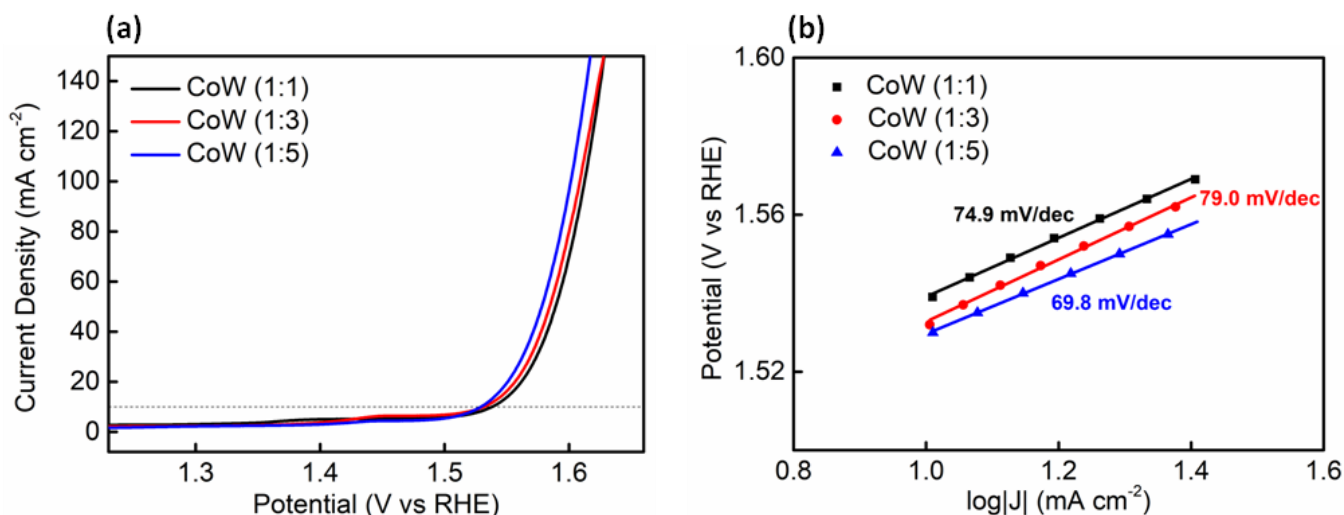 (a)
CoW (1:1)
CoW (1:3)
CoW (1:5)
140
120
100
80
60
40
20
0
Current Density (mA cm⁻²)
1.3
1.4
1.5
1.6
Potential (V vs RHE)
(b)
CoW (1:1)
CoW (1:3)
CoW (1:5)
74.9 mV/dec
79.0 mV/dec
69.8 mV/dec
1.60
1.56
1.52
Potential (V vs RHE)
0.8
1.0
1.2
1.4
1.6
log|J| (mA cm⁻²)